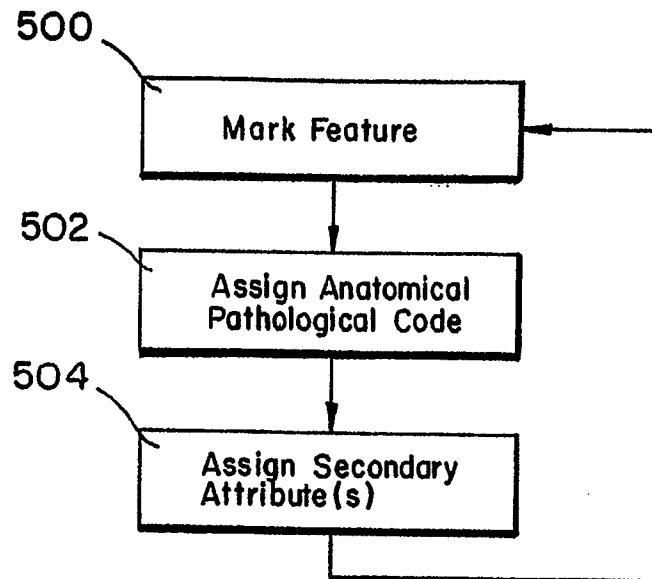 500
Mark Feature
502
Assign Anatomical
Pathological Code
504
Assign Secondary
Attribute(s)